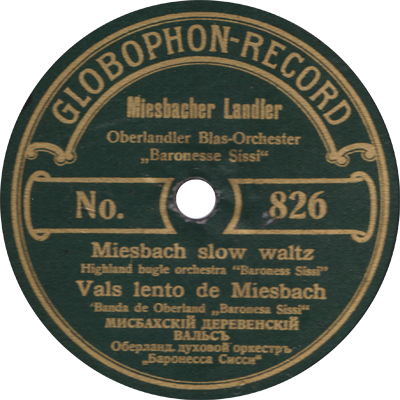 GLOBOPHON-RECORD
Miesbacher Landler
Oberlandler Blas-Orchester
„Baronesse Sissi“
No. 826
Miesbach slow waltz
Highland bugle orchestra “Baroness Sissi”
Vals lento de Miesbach
Banda de Oberland „Baronesa Sissi“
МИСБАХСКІЙ ДЕРЕВЕНСКІЙ
ВАЛЬСЪ
Оберланд. духовой оркестръ
„Баронесса Сисси“